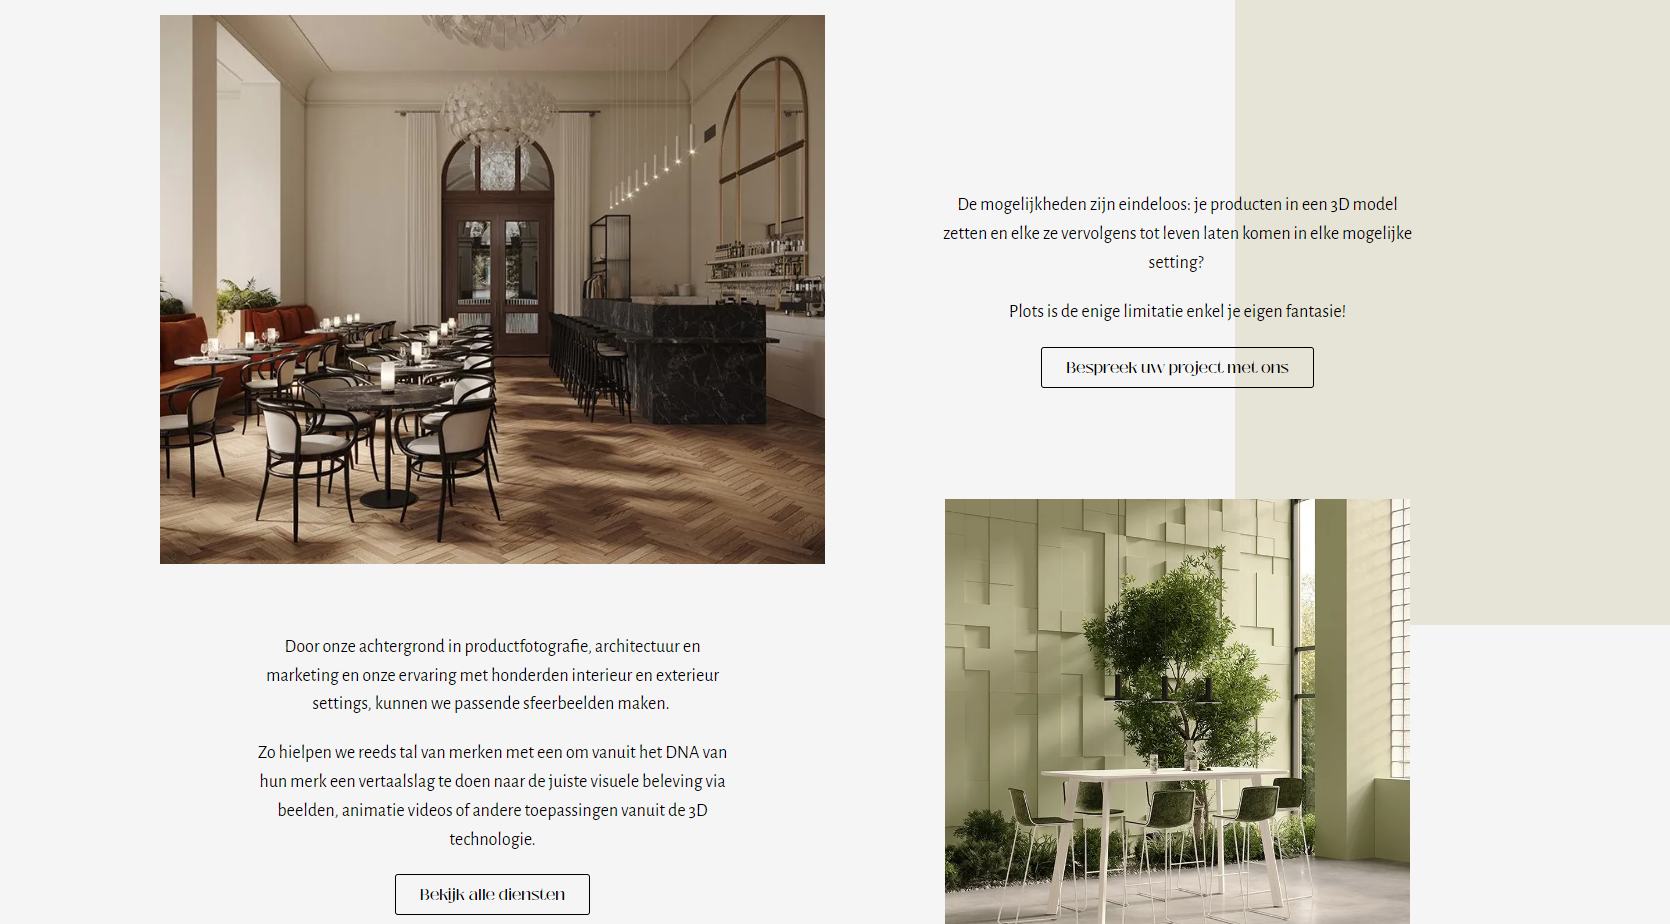 De mogelijkheden zijn eindeloos: je producten in een 3D model
zetten en elke ze vervolgens tot leven laten komen in elke mogelijke
setting?
Plots is de enige limitatie enkel je eigen fantasie!
Bespreek uw project met ons
Door onze achtergrond in productfotografie, architectuur en
marketing en onze ervaring met honderden interieur en exterieur
settings, kunnen we passende sfeerbeelden maken.
Zo hielpen we reeds tal van merken met een om vanuit het DNA van
hun merk een vertaalslag te doen naar de juiste visuele beleving via
beelden, animatie videos of andere toepassingen vanuit de 3D
technologie.
Bekijk alle diensten